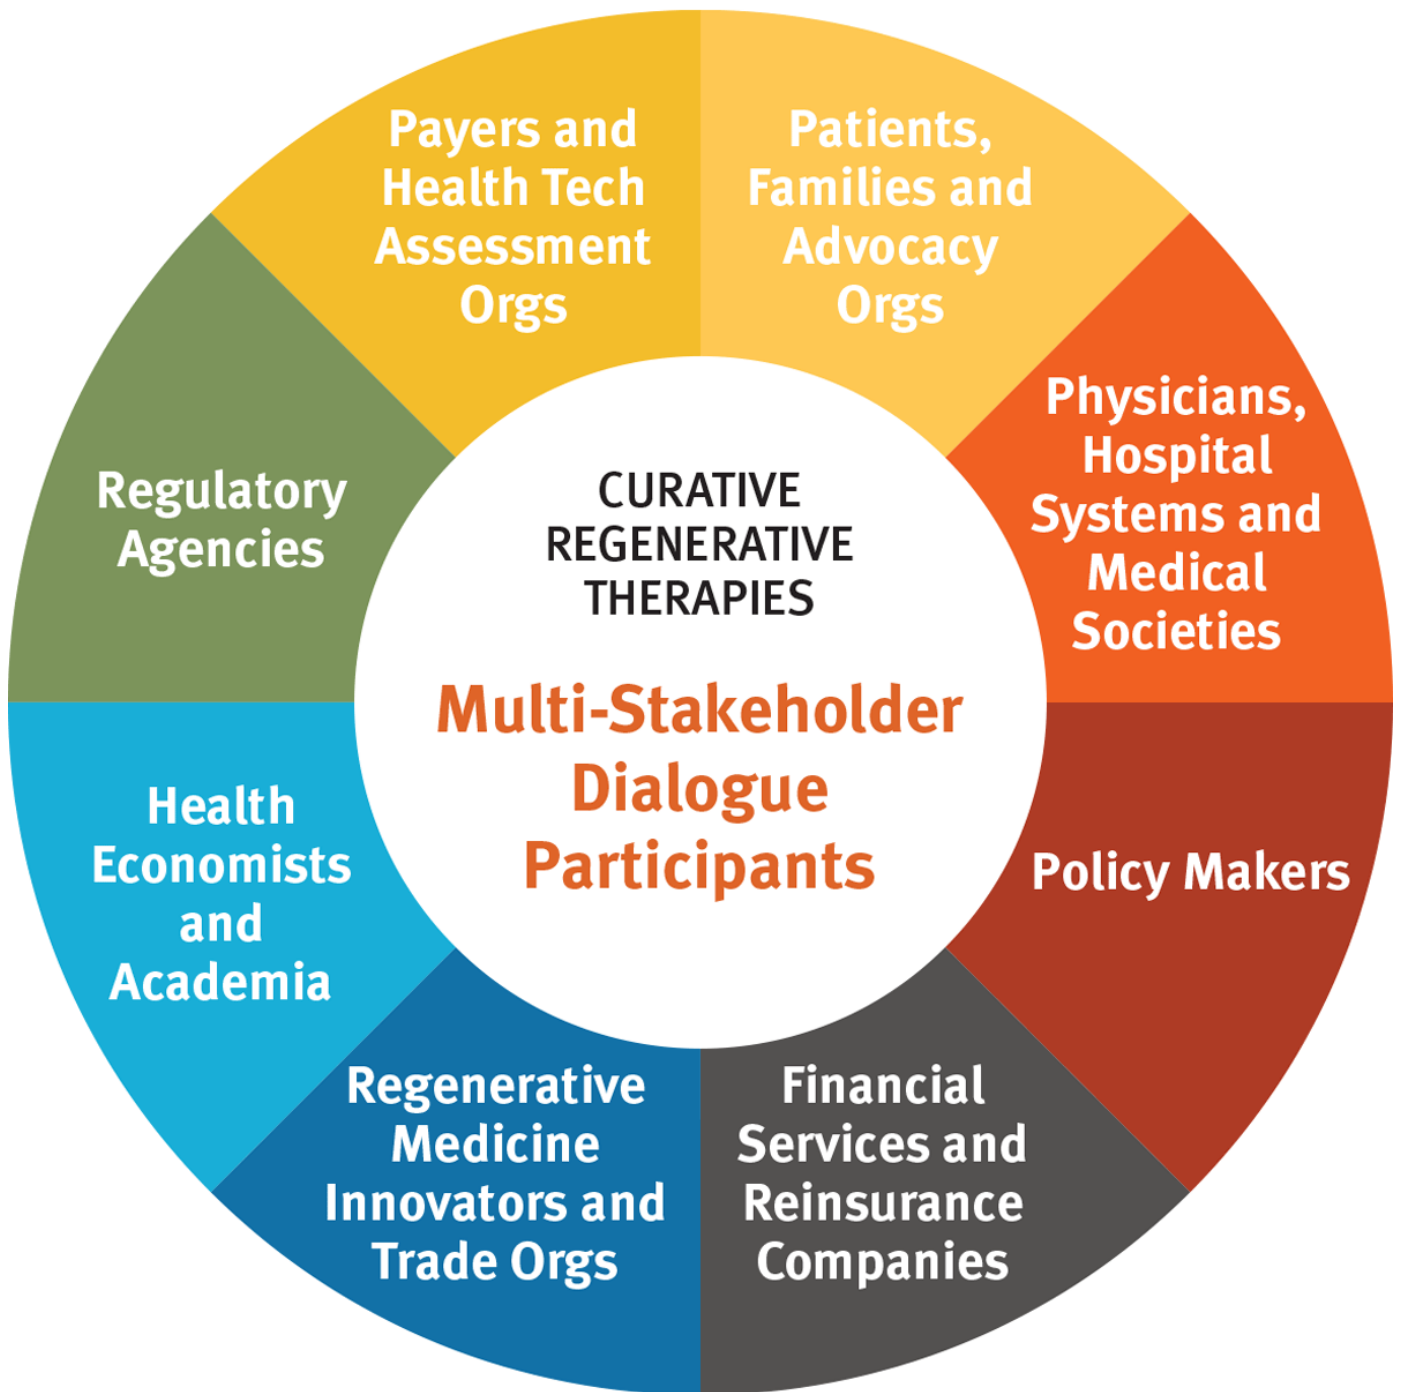 Payers and
Health Tech
Assessment
Orgs
Patients,
Families and
Advocacy
Orgs
Physicians,
Hospital
Systems and
Medical
Societies
Policy Makers
Financial
Services and
Reinsurance
Companies
Regenerative
Medicine
Innovators and
Trade Orgs
Health
Economists
and
Academia
Regulatory
Agencies
CURATIVE
REGENERATIVE
THERAPIES
Multi-Stakeholder
Dialogue
Participants